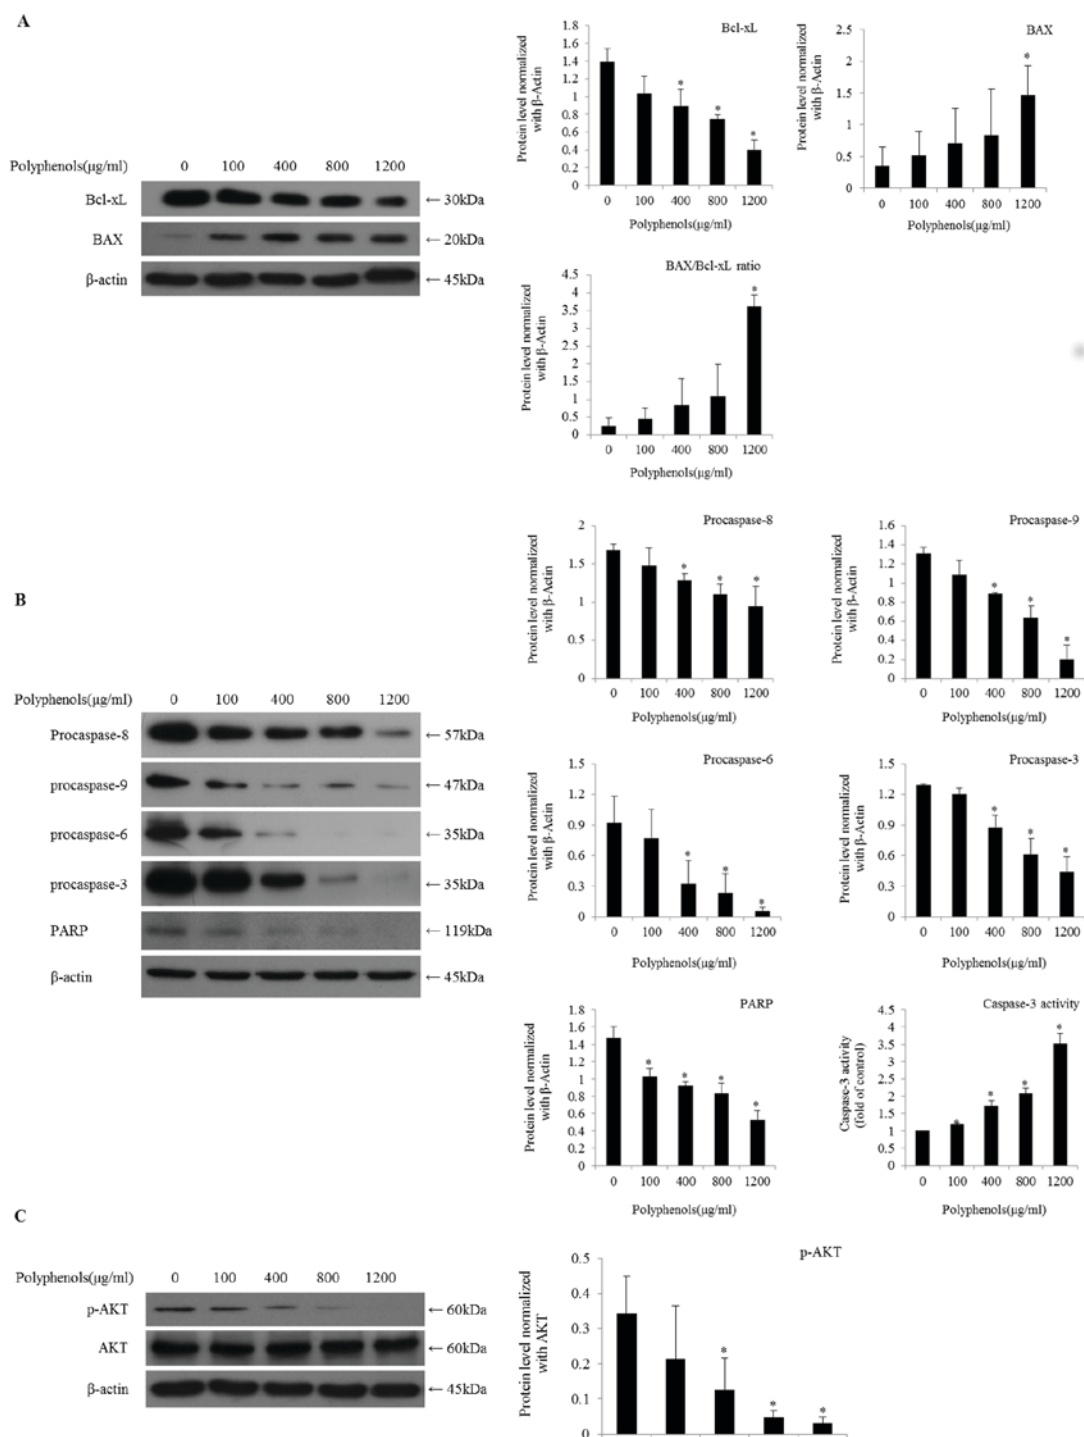 A
Polyphenols(μg/ml) 0 100 400 800 1200
Bcl-xL ← 30kDa
BAX ← 20kDa
β-actin ← 45kDa
Bcl-xL
Protein level normalized
with β-Actin
1.8
1.6
1.4
1.2
1
0.8
0.6
0.4
0.2
0
0 100 400 800 1200
* * *
Polyphenols(μg/ml)
BAX
Protein level normalized
with β-Actin
2.5
2
1.5
1
0.5
0
0 100 400 800 1200
*
Polyphenols(μg/ml)
BAX/Bcl-xL ratio
Protein level normalized
with β-Actin
4.5
4
3.5
3
2.5
2
1.5
1
0.5
0
0 100 400 800 1200
*
Polyphenols(μg/ml)
B
Polyphenols(μg/ml) 0 100 400 800 1200
Procaspase-8 ← 57kDa
procaspase-9 ← 47kDa
procaspase-6 ← 35kDa
procaspase-3 ← 35kDa
PARP ← 119kDa
β-actin ← 45kDa
Procaspase-8
Protein level normalized
with β-Actin
2
1.5
1
0.5
0
0 100 400 800 1200
* * *
Polyphenols(μg/ml)
Procaspase-9
Protein level normalized
with β-Actin
1.6
1.4
1.2
1
0.8
0.6
0.4
0.2
0
0 100 400 800 1200
* * *
Polyphenols(μg/ml)
Procaspase-6
Protein level normalized
with β-Actin
1.5
1.2
0.9
0.6
0.3
0
0 100 400 800 1200
* * *
Polyphenols(μg/ml)
Procaspase-3
Protein level normalized
with β-Actin
1.5
1.2
0.9
0.6
0.3
0
0 100 400 800 1200
* * *
Polyphenols(μg/ml)
PARP
Protein level normalized
with β-Actin
1.8
1.6
1.4
1.2
1
0.8
0.6
0.4
0.2
0
0 100 400 800 1200
* * * *
Polyphenols(μg/ml)
Caspase-3 activity
Caspase-3 activity
(fold of control)
4.5
4
3.5
3
2.5
2
1.5
1
0.5
0
0 100 400 800 1200
* * * *
Polyphenols(μg/ml)
C
Polyphenols(μg/ml) 0 100 400 800 1200
p-AKT ← 60kDa
AKT ← 60kDa
β-actin ← 45kDa
p-AKT
Protein level normalized
with AKT
0.5
0.4
0.3
0.2
0.1
0
* * *